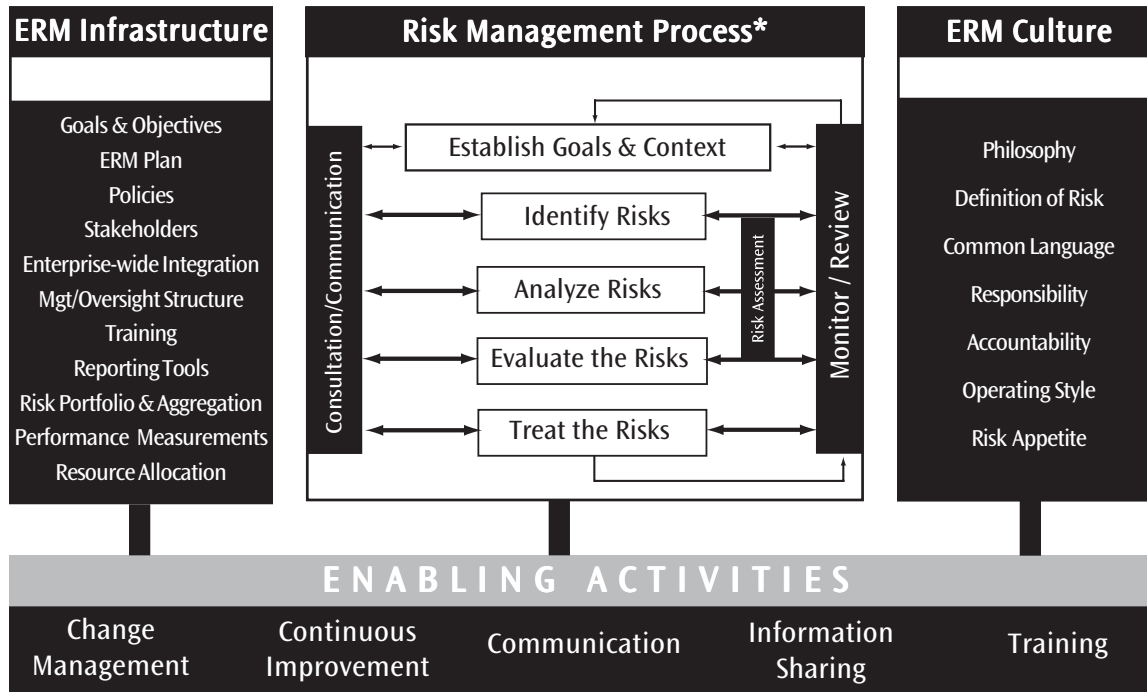 ERM Infrastructure
Goals & Objectives
ERM Plan
Policies
Stakeholders
Enterprise-wide Integration
Mgt/Oversight Structure
Training
Reporting Tools
Risk Portfolio & Aggregation
Performance Measurements
Resource Allocation
Risk Management Process*
Consultation/Communication
Establish Goals & Context
Identify Risks
Analyze Risks
Evaluate the Risks
Treat the Risks
Risk Assessment
Monitor / Review
ERM Culture
Philosophy
Definition of Risk
Common Language
Responsibility
Accountability
Operating Style
Risk Appetite
ENABLING ACTIVITIES
Change
Management
Continuous
Improvement
Communication
Information
Sharing
Training